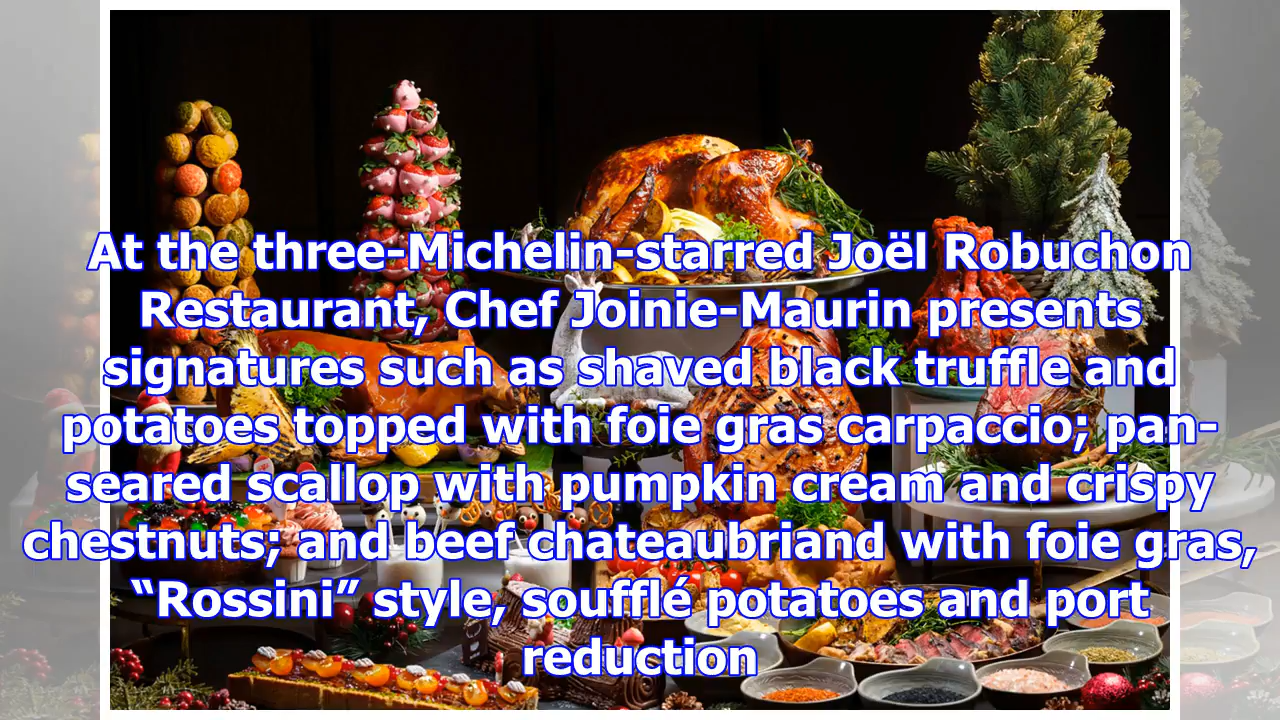 At the three-Michelin-starred Joël Robuchon
Restaurant, Chef Joinie-Maurin presents
signatures such as shaved black truffle and
potatoes topped with foie gras carpaccio; pan-
seared scallop with pumpkin cream and crispy
chestnuts; and beef chateaubriand with foie gras,
“Rossini” style, soufflé potatoes and port
reduction